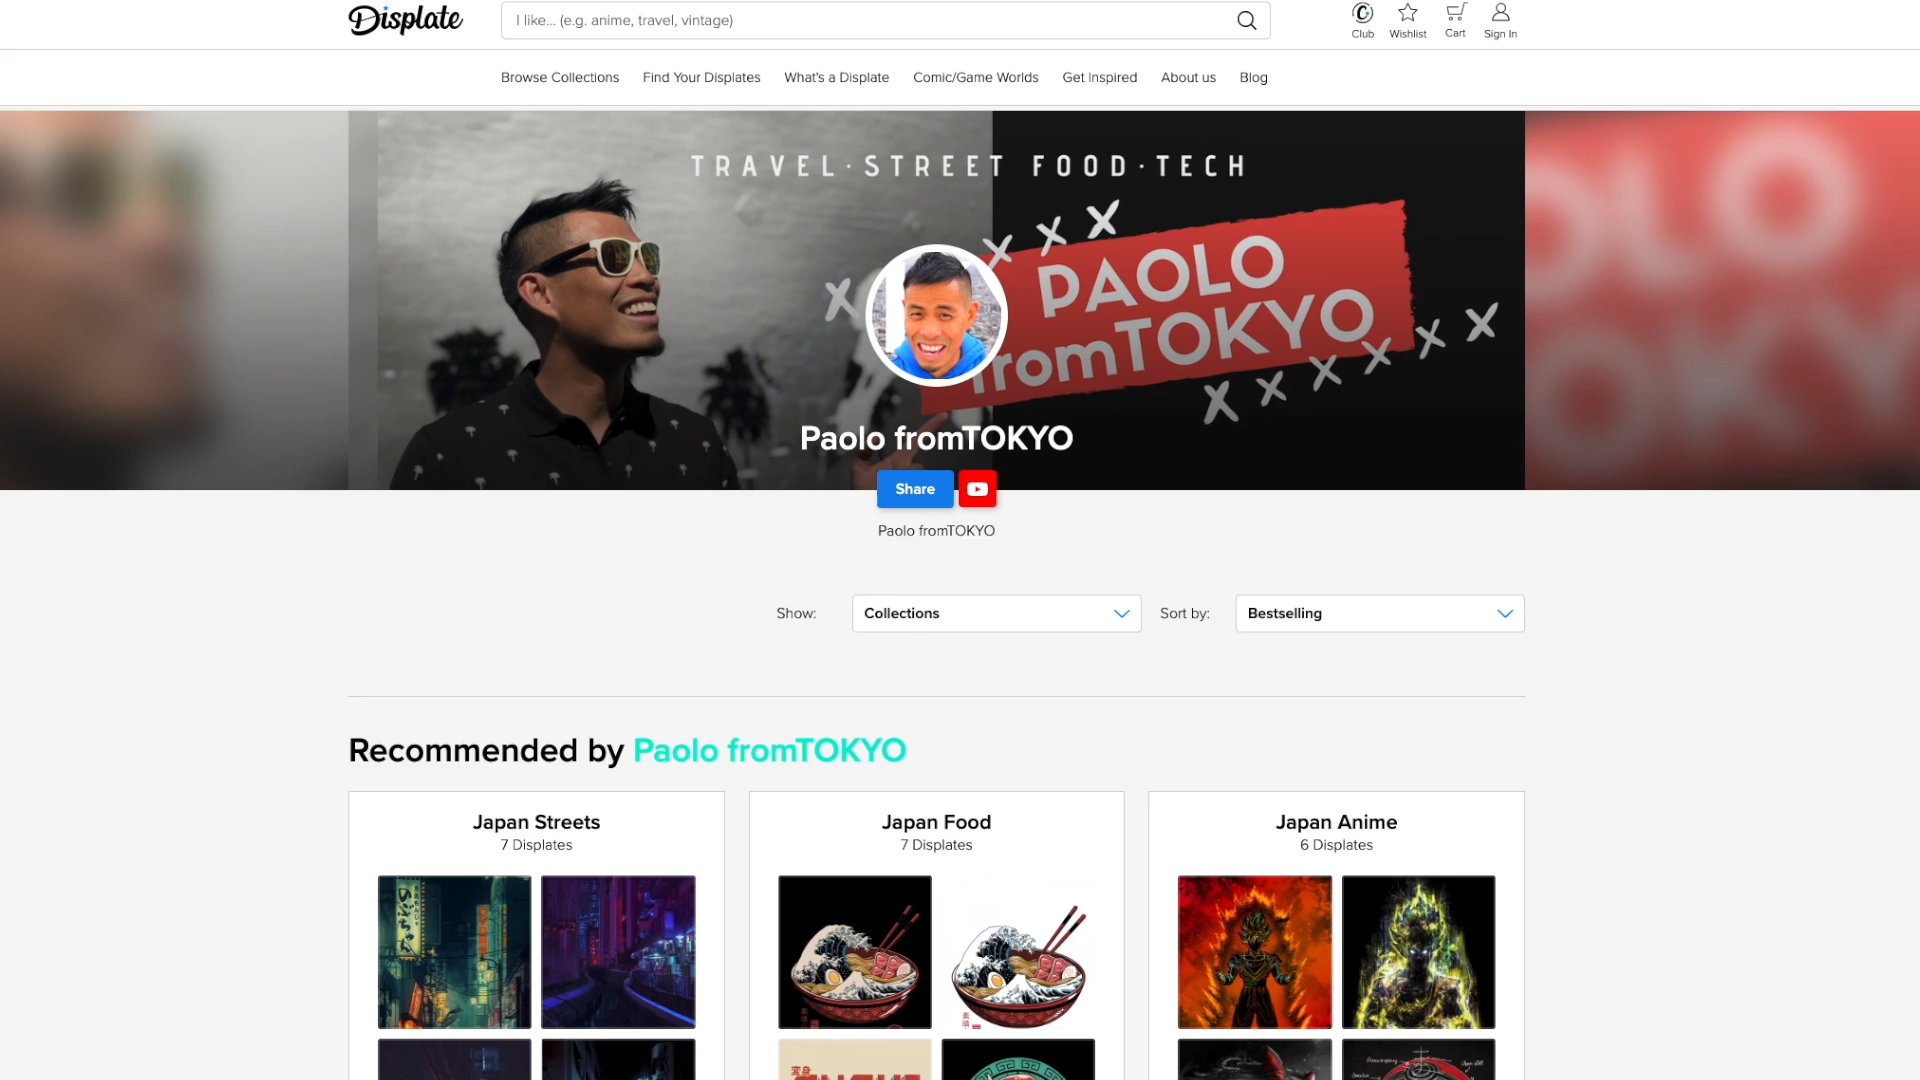 Displate
I like... (e.g. anime, travel, vintage)
Club
Wishlist
Cart
Sign In
Browse Collections
Find Your Displates
What's a Displate
Comic/Game Worlds
Get Inspired
About us
Blog
TRAVEL·STREET FOOD·TECH
PAOLO
fromTOKYO
Paolo fromTOKYO
Share
Paolo fromTOKYO
Show:
Collections
Sort by:
Bestselling
Recommended by Paolo fromTOKYO
Japan Streets
7 Displates
Japan Food
7 Displates
Japan Anime
6 Displates